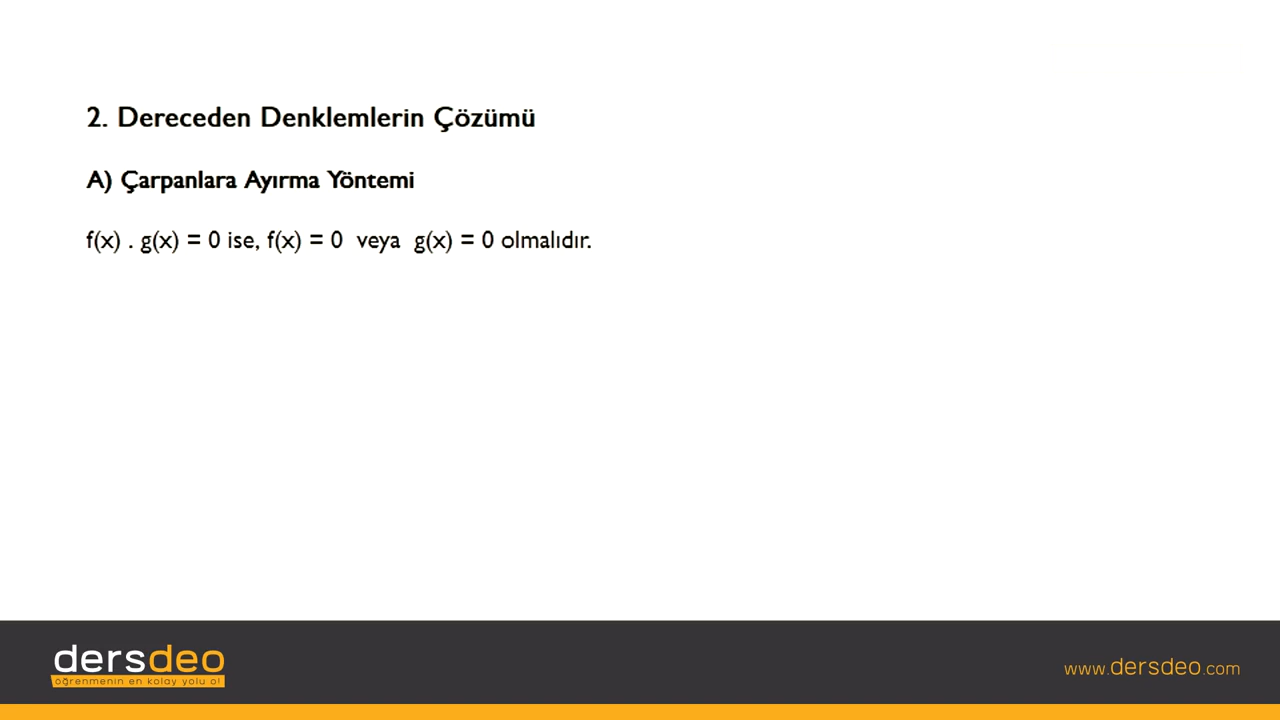 2. Dereceden Denklemlerin Çözümü
A) Çarpanlara Ayırma Yöntemi
f(x) . g(x) = 0 ise, f(x) = 0 veya g(x) = 0 olmalıdır.
dersdeo
öğrenmenin en kolay yolu o!
www.dersdeo.com